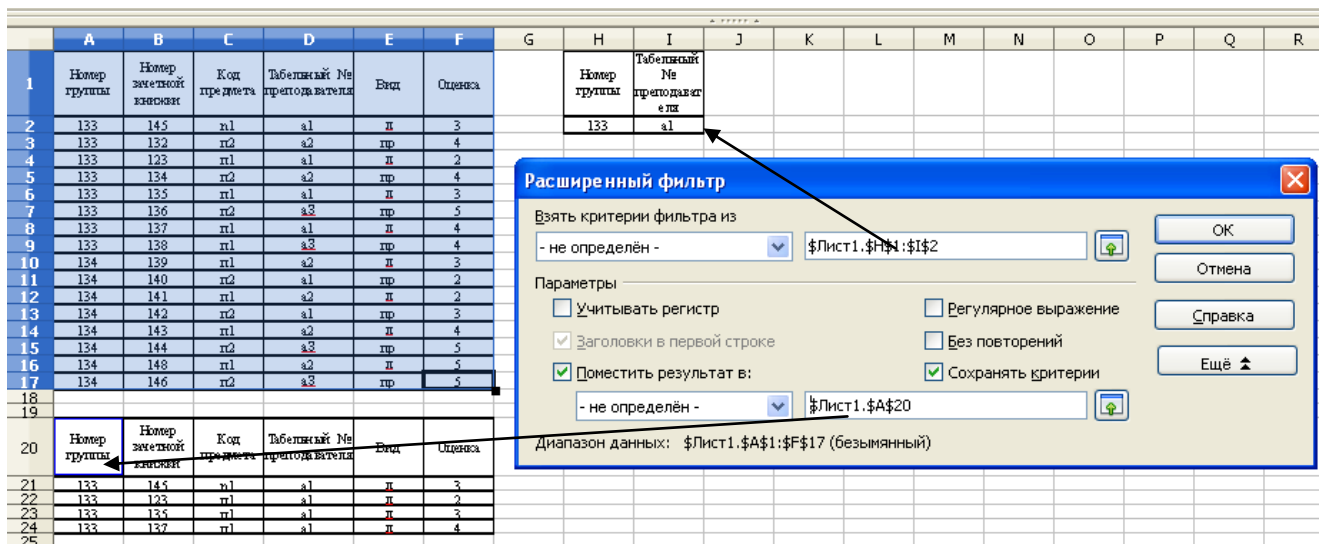 A B C D E F G H I J K L M N O P Q R
1 Номер группы Номер зачетной книжки Код предмета Табельный № преподавателя Вид Оценка Номер группы Табельный № преподавателя
2 133 145 п1 а1 л 3 133 а1
3 133 132 п2 а2 пр 4
4 133 123 п1 а1 л 2
5 133 134 п2 а2 пр 4
6 133 135 п1 а1 л 3
7 133 136 п2 а3 пр 5
8 133 137 п1 а1 л 4
9 133 138 п1 а3 пр 4
10 134 139 п1 а2 л 3
11 134 140 п2 а1 пр 2
12 134 141 п1 а2 л 2
13 134 142 п2 а1 пр 3
14 134 143 п1 а2 л 4
15 134 144 п2 а3 пр 5
16 134 148 п1 а2 л 5
17 134 146 п2 а3 пр 5
18
19
20 Номер группы Номер зачетной книжки Код предмета Табельный № преподавателя Вид Оценка
21 133 145 п1 а1 л 3
22 133 123 п1 а1 л 2
23 133 135 п1 а1 л 3
24 133 137 п1 а1 л 4
25
Расширенный фильтр
Взять критерии фильтра из
- не определён - $Лист1.$H$1:$I$2
Параметры
Учитывать регистр Регулярное выражение
Заголовки в первой строке Без повторений
Поместить результат в: Сохранять критерии
- не определён - $Лист1.$A$20
Диапазон данных: $Лист1.$A$1:$F$17 (безымянный)
ОК
Отмена
Справка
Ещё